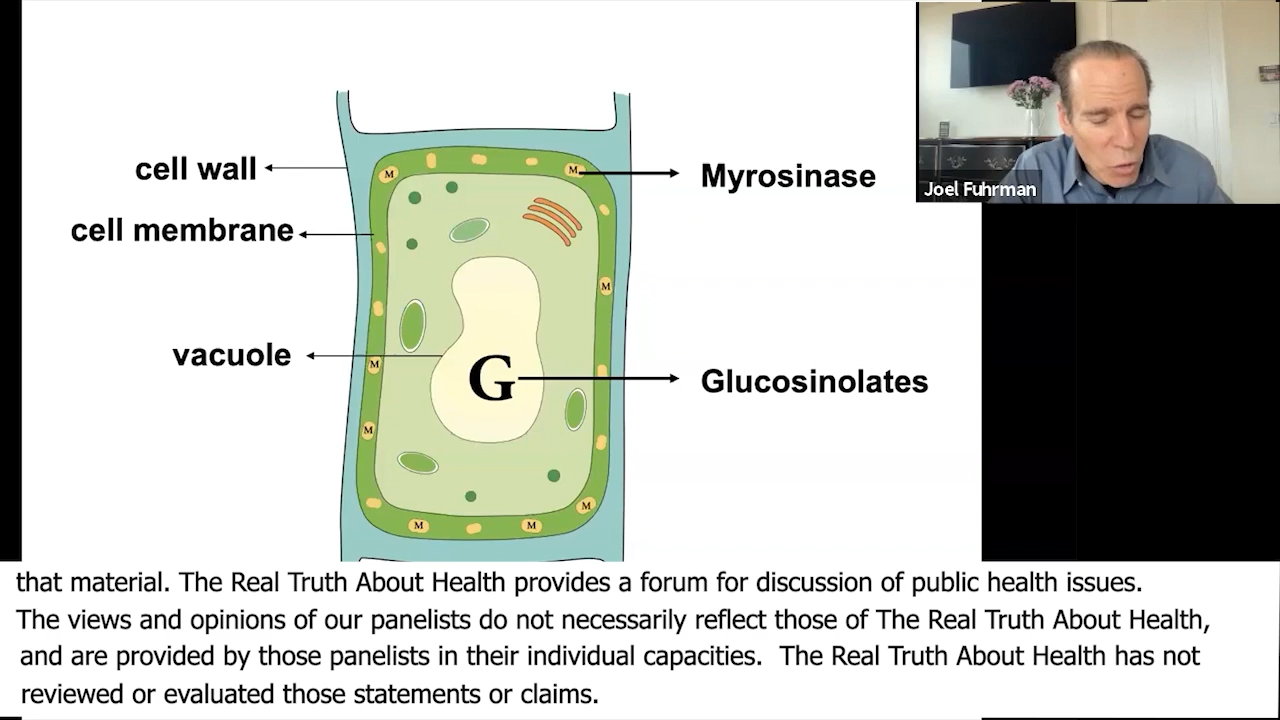 cell wall
cell membrane
vacuole
M
M
M
M
M
M
M
M
G
Myrosinase
Glucosinolates
Joel Fuhrman
that material. The Real Truth About Health provides a forum for discussion of public health issues.
The views and opinions of our panelists do not necessarily reflect those of The Real Truth About Health,
and are provided by those panelists in their individual capacities. The Real Truth About Health has not
reviewed or evaluated those statements or claims.